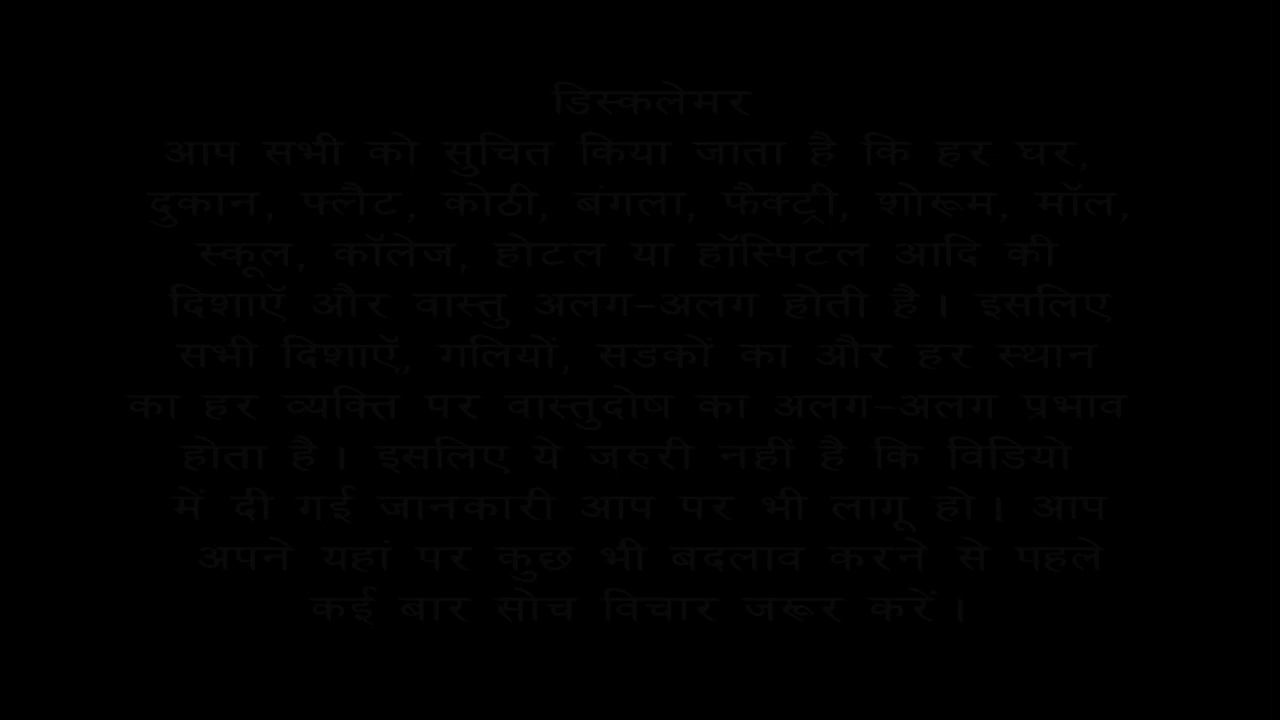 डिस्कलेमर
आप सभी को सुचित किया जाता है कि हर घर,
दुकान, फ्लैट, कोठी, बंगला, फैक्ट्री, शोरूम, मॉल,
स्कूल, कॉलेज, होटल या हॉस्पिटल आदि की
दिशाऍ और वास्तु अलग-अलग होती है। इसलिए
सभी दिशाऍ, गलियों, सडकों का और हर स्थान
का हर व्यक्ति पर वास्तुदोष का अलग-अलग प्रभाव
होता है। इसलिए ये जरुरी नहीं है कि विडियो
में दी गई जानकारी आप पर भी लागू हो। आप
अपने यहां पर कुछ भी बदलाव करने से पहले
कई बार सोच विचार जरूर करें।